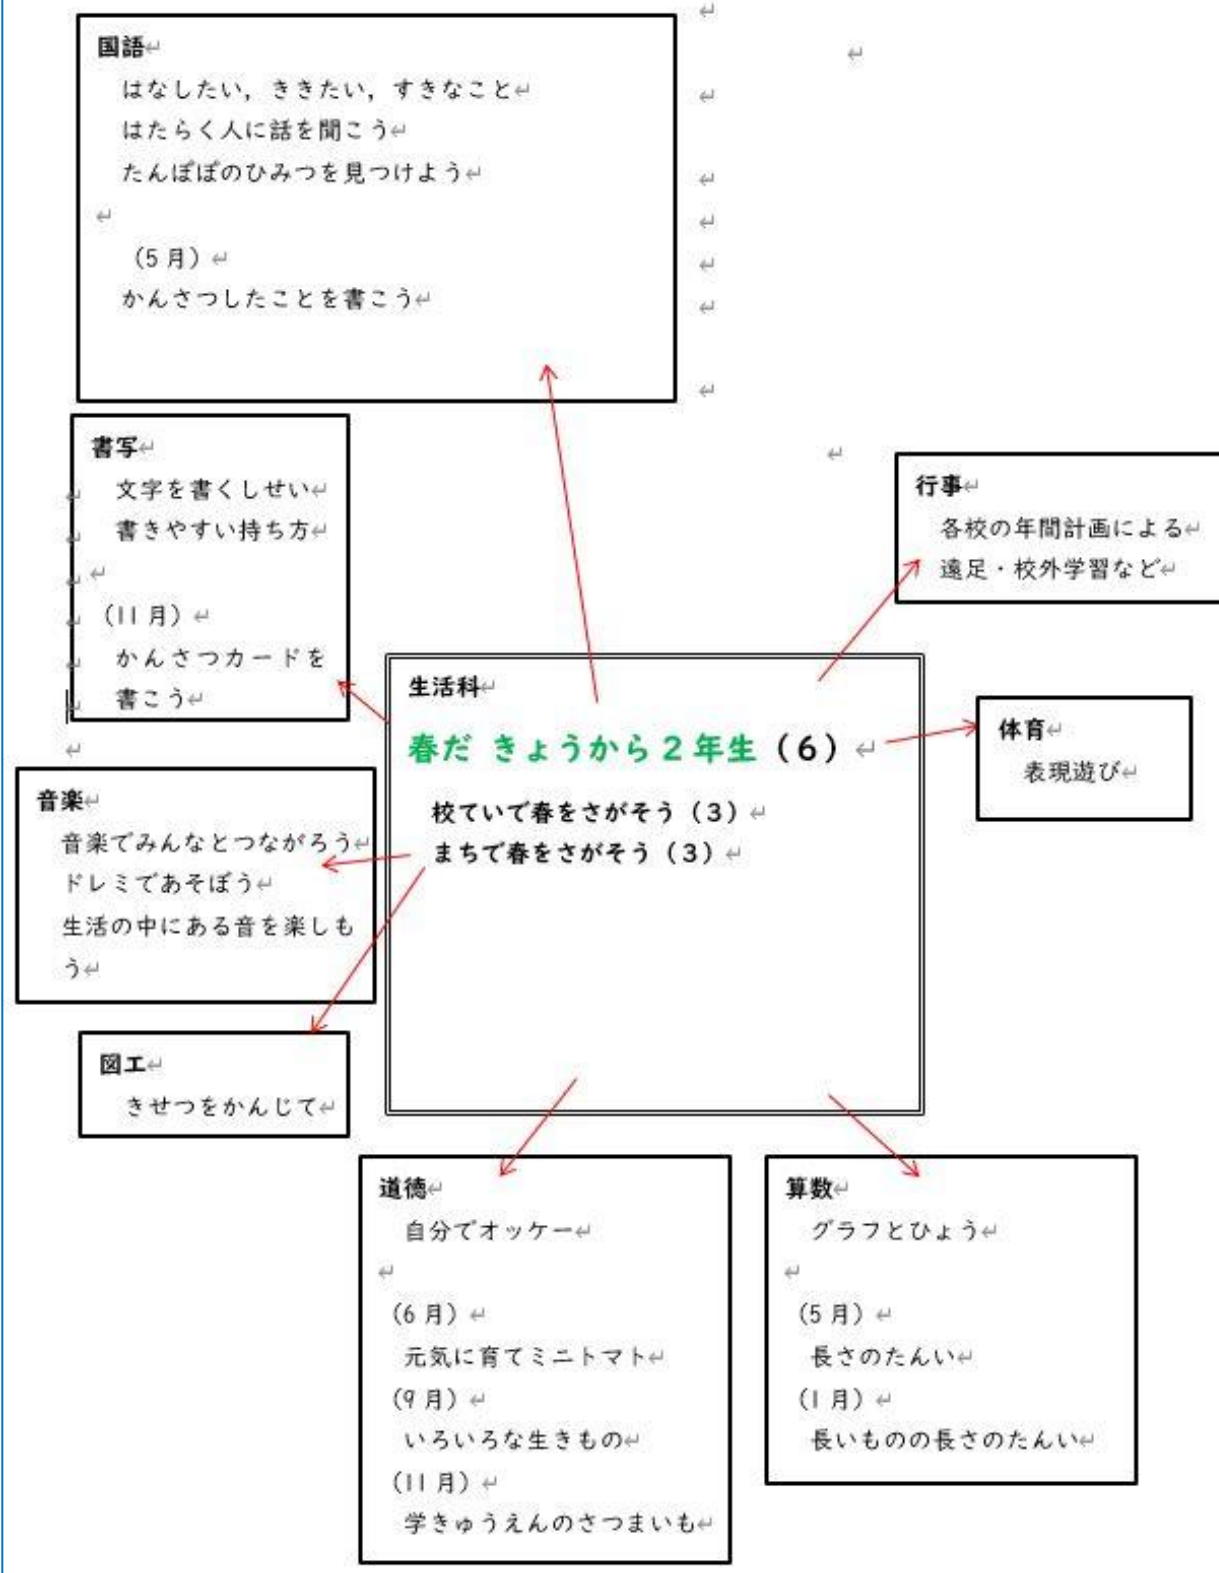 国語
はなしたい，ききたい，すきなこと
はたらく人に話を聞こう
たんぽぽのひみつを見つけよう
（5月）
かんさつしたことを書こう
書写
文字を書くしせい
書きやすい持ち方
（11月）
かんさつカードを
書こう
行事
各校の年間計画による
遠足・校外学習など
生活科
春だ きょうから２年生（６）
校ていで春をさがそう（３）
まちで春をさがそう（３）
体育
表現遊び
音楽
音楽でみんなとつながろう
ドレミであそぼう
生活の中にある音を楽しも
う
図工
きせつをかんじて
道徳
自分でオッケー
（6月）
元気に育てミニトマト
（9月）
いろいろな生きもの
（11月）
学きゅうえんのさつまいも
算数
グラフとひょう
（5月）
長さのたんい
（1月）
長いものの長さのたんい